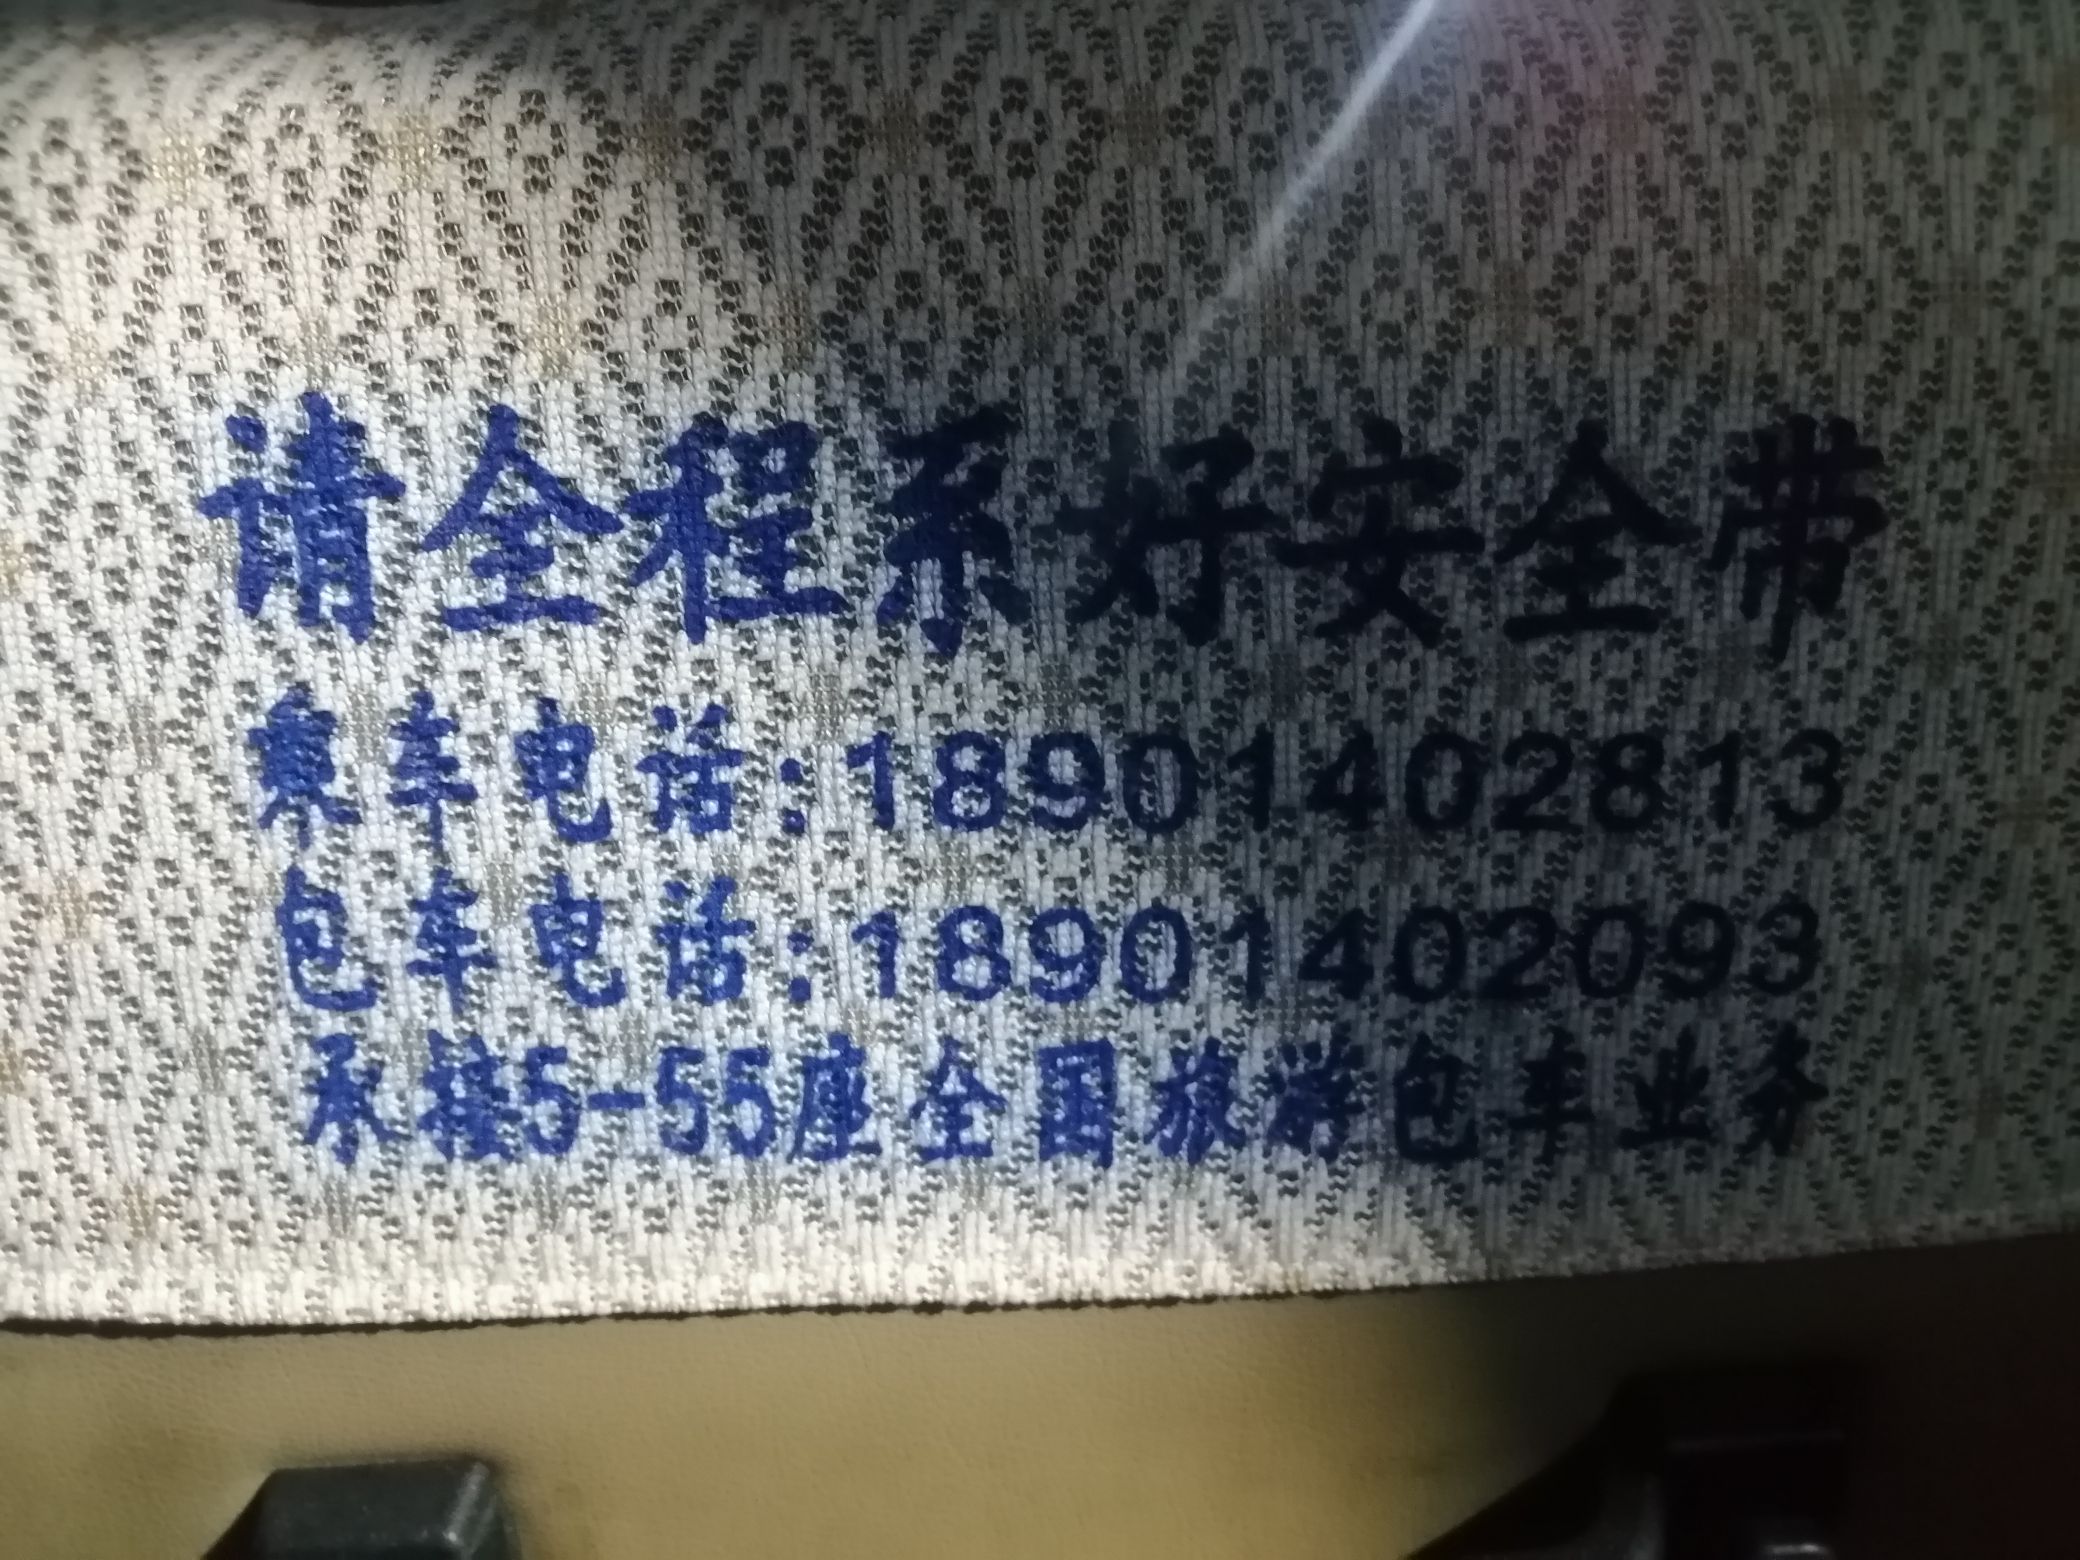 请全程系好安全带
乘车电话:18901402813
包车电话:18901402093
承接5-55座全国旅游包车业务